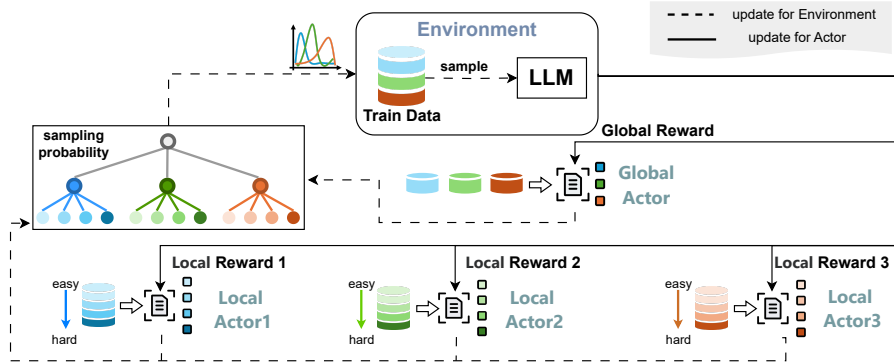 Environment
update for Environment
update for Actor
sample
LLM
Train Data
sampling
probability
Global Reward
Global
Actor
Local Reward 1
easy
hard
Local
Actor1
Local Reward 2
easy
hard
Local
Actor2
Local Reward 3
easy
hard
Local
Actor3